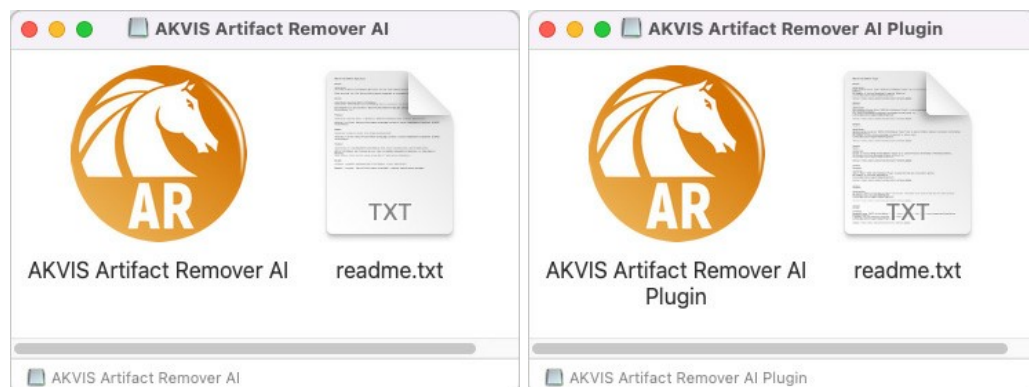 AKVIS Artifact Remover AI
AR
TXT
AKVIS Artifact Remover AI
readme.txt
AKVIS Artifact Remover AI
AKVIS Artifact Remover AI Plugin
AR
TXT
AKVIS Artifact Remover AI
Plugin
readme.txt
AKVIS Artifact Remover AI Plugin